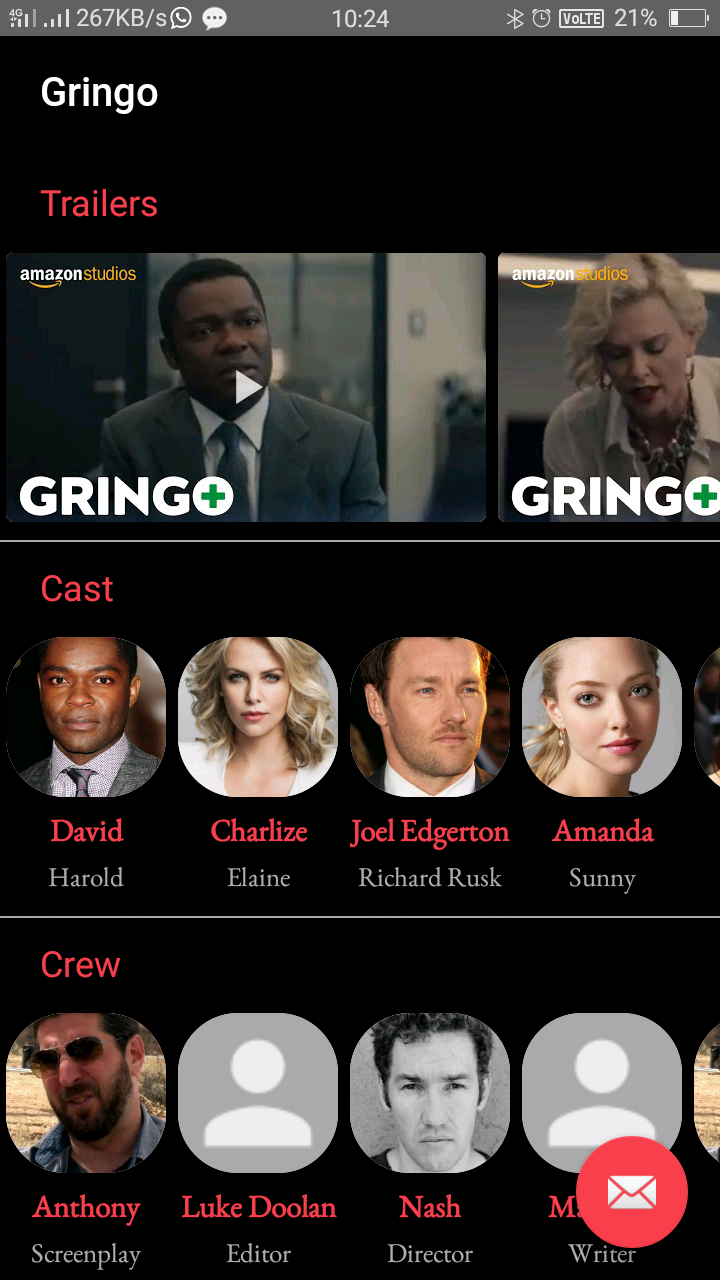 4G 267KB/s 10:24 VoLTE 21%
Gringo
Trailers
amazonstudios
amazonstudios
GRINGO
GRINGO
Cast
David
Charlize
Joel Edgerton
Amanda
Harold
Elaine
Richard Rusk
Sunny
Crew
Anthony
Luke Doolan
Nash
Screenplay
Editor
Director
Writer